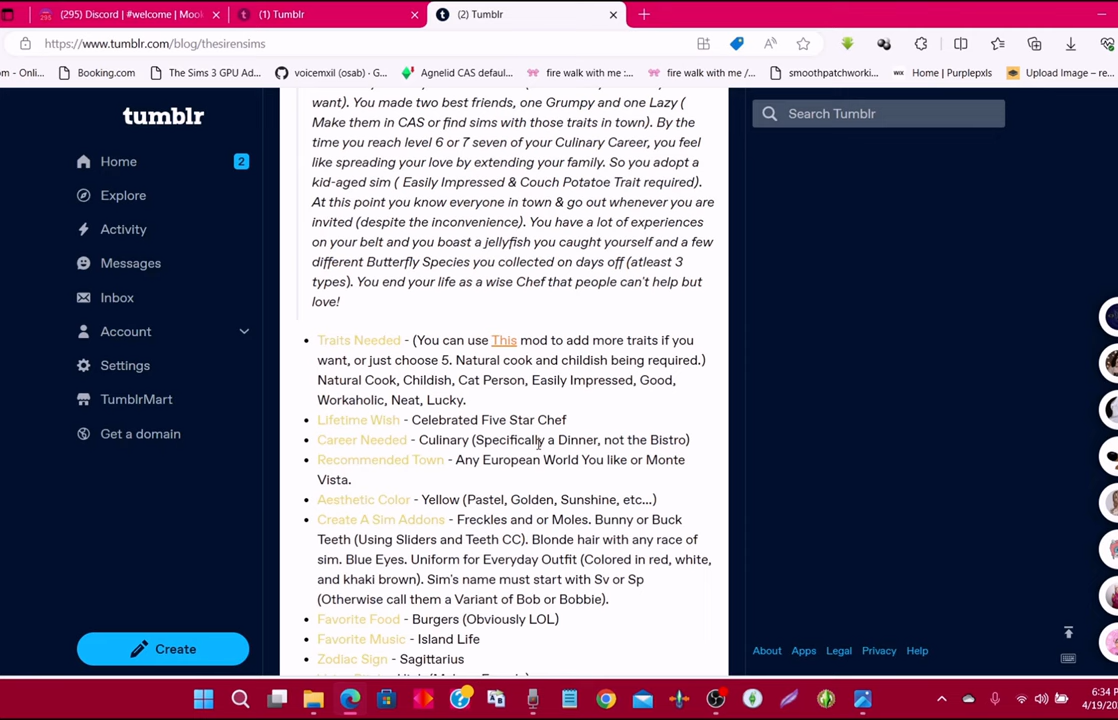 (295) Discord | #welcome | Moo
(1) Tumblr
(2) Tumblr
https://www.tumblr.com/blog/thesirensims
om - Onli...
Booking.com
The Sims 3 GPU Ad...
voicemxil (osab) · G...
Agnelid CAS defaul...
fire walk with me :...
fire walk with me /...
smoothpatchworki...
Home | Purplepxls
Upload Image – re...
tumblr
Home
2
Explore
Activity
Messages
Inbox
Account
Settings
TumblrMart
Get a domain
Create
want). You made two best friends, one Grumpy and one Lazy (
Make them in CAS or find sims with those traits in town). By the
time you reach level 6 or 7 seven of your Culinary Career, you feel
like spreading your love by extending your family. So you adopt a
kid-aged sim ( Easily Impressed & Couch Potatoe Trait required).
At this point you know everyone in town & go out whenever you are
invited (despite the inconvenience). You have a lot of experiences
on your belt and you boast a jellyfish you caught yourself and a few
different Butterfly Species you collected on days off (atleast 3
types). You end your life as a wise Chef that people can't help but
love!
Traits Needed - (You can use This mod to add more traits if you
want, or just choose 5. Natural cook and childish being required.)
Natural Cook, Childish, Cat Person, Easily Impressed, Good,
Workaholic, Neat, Lucky.
Lifetime Wish - Celebrated Five Star Chef
Career Needed - Culinary (Specifically a Dinner, not the Bistro)
Recommended Town - Any European World You like or Monte
Vista.
Aesthetic Color - Yellow (Pastel, Golden, Sunshine, etc...)
Create A Sim Addons - Freckles and or Moles. Bunny or Buck
Teeth (Using Sliders and Teeth CC). Blonde hair with any race of
sim. Blue Eyes. Uniform for Everyday Outfit (Colored in red, white,
and khaki brown). Sim's name must start with Sv or Sp
(Otherwise call them a Variant of Bob or Bobbie).
Favorite Food - Burgers (Obviously LOL)
Favorite Music - Island Life
Zodiac Sign - Sagittarius
Search Tumblr
About Apps Legal Privacy Help
6:34 PM
4/19/20